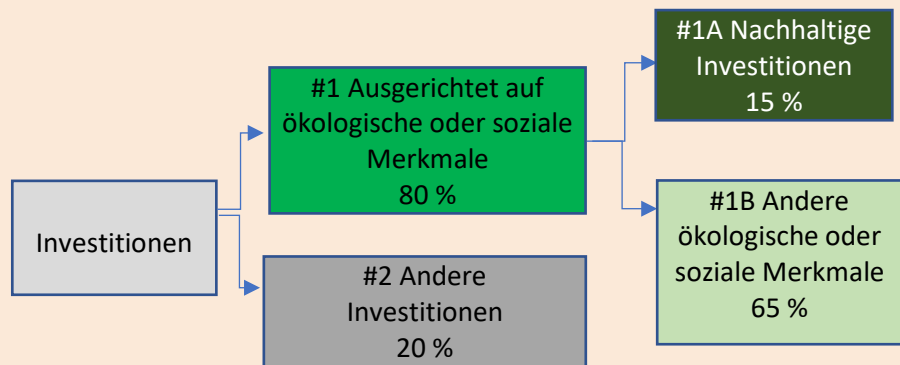 Investitionen
#1 Ausgerichtet auf
ökologische oder soziale
Merkmale
80 %
#2 Andere
Investitionen
20 %
#1A Nachhaltige
Investitionen
15 %
#1B Andere
ökologische oder
soziale Merkmale
65 %